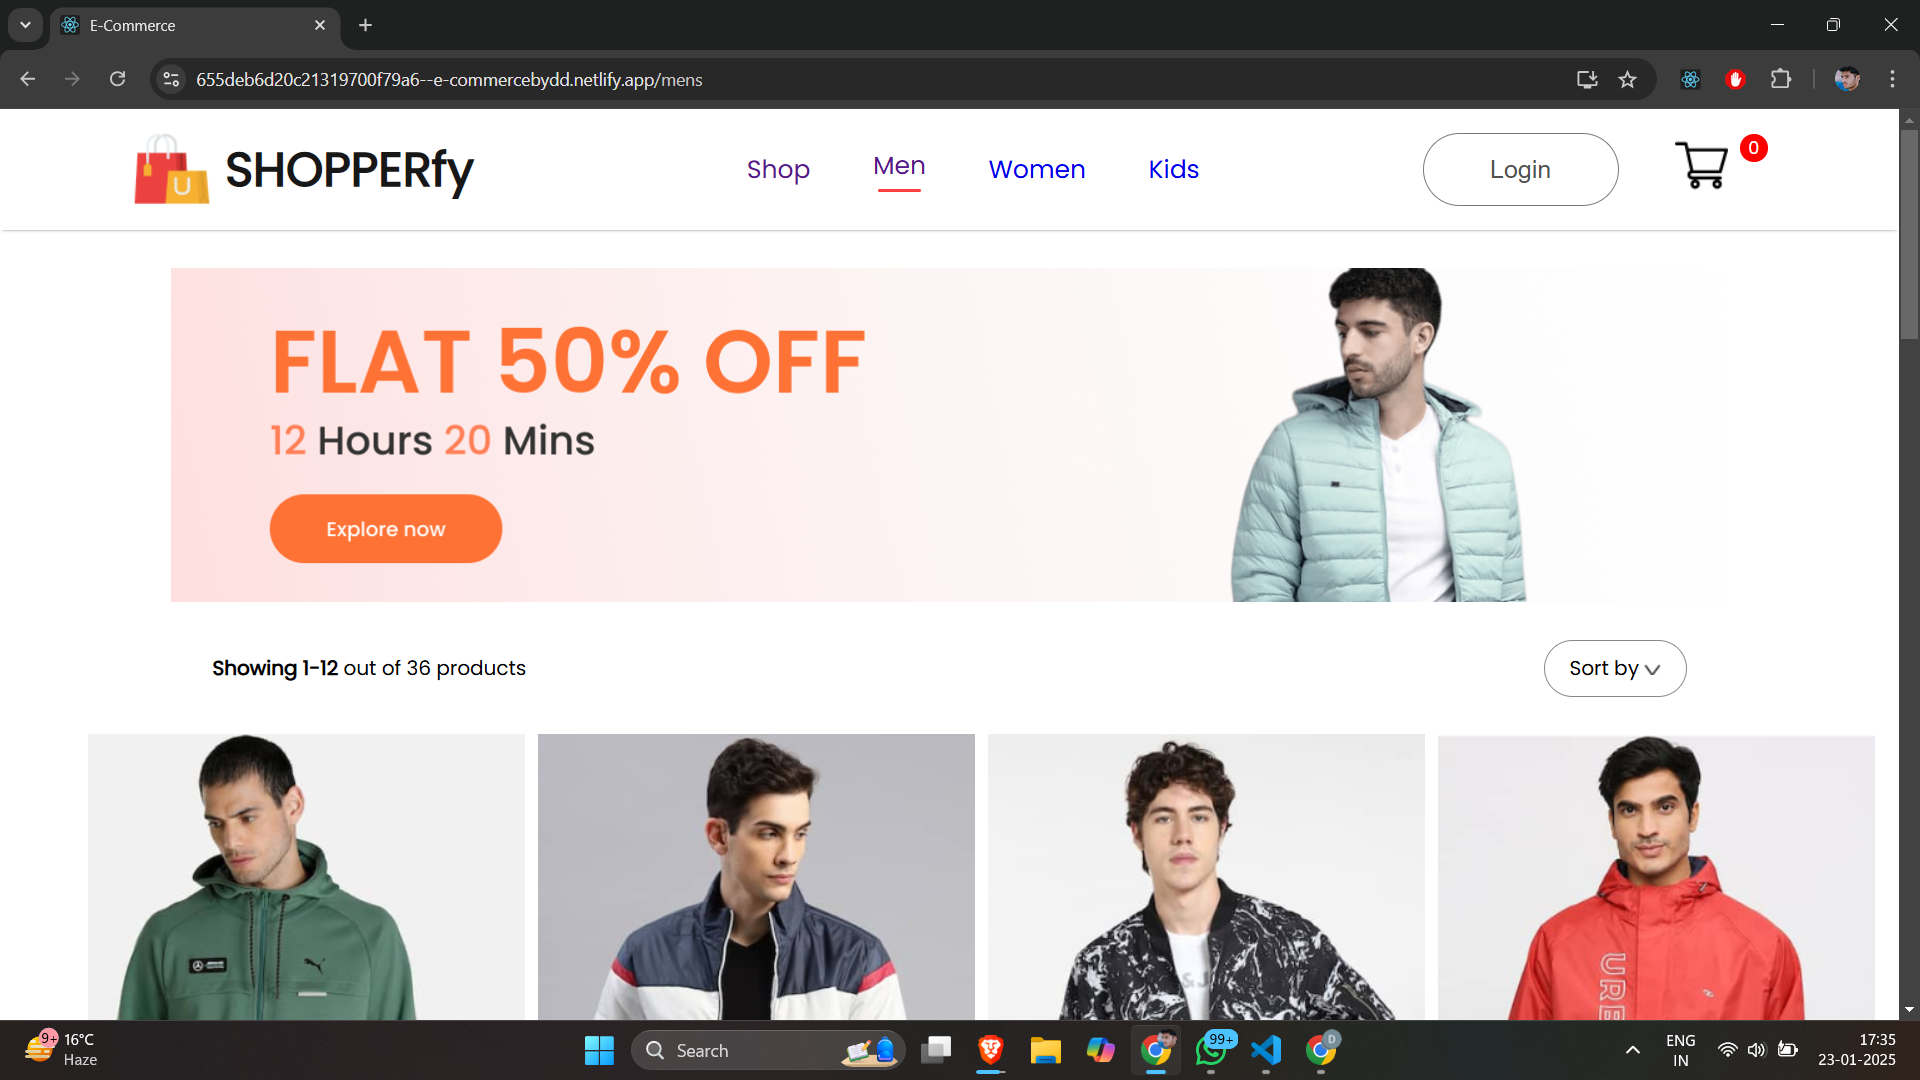 E-Commerce
655deb6d20c21319700f79a6--e-commercebydd.netlify.app/mens
U
SHOPPERfy
Shop
Men
Women
Kids
Login
0
FLAT 50% OFF
12 Hours 20 Mins
Explore now
Showing 1-12 out of 36 products
Sort by
URB
9+
16°C
Haze
Search
99+
D
ENG
IN
17:35
23-01-2025